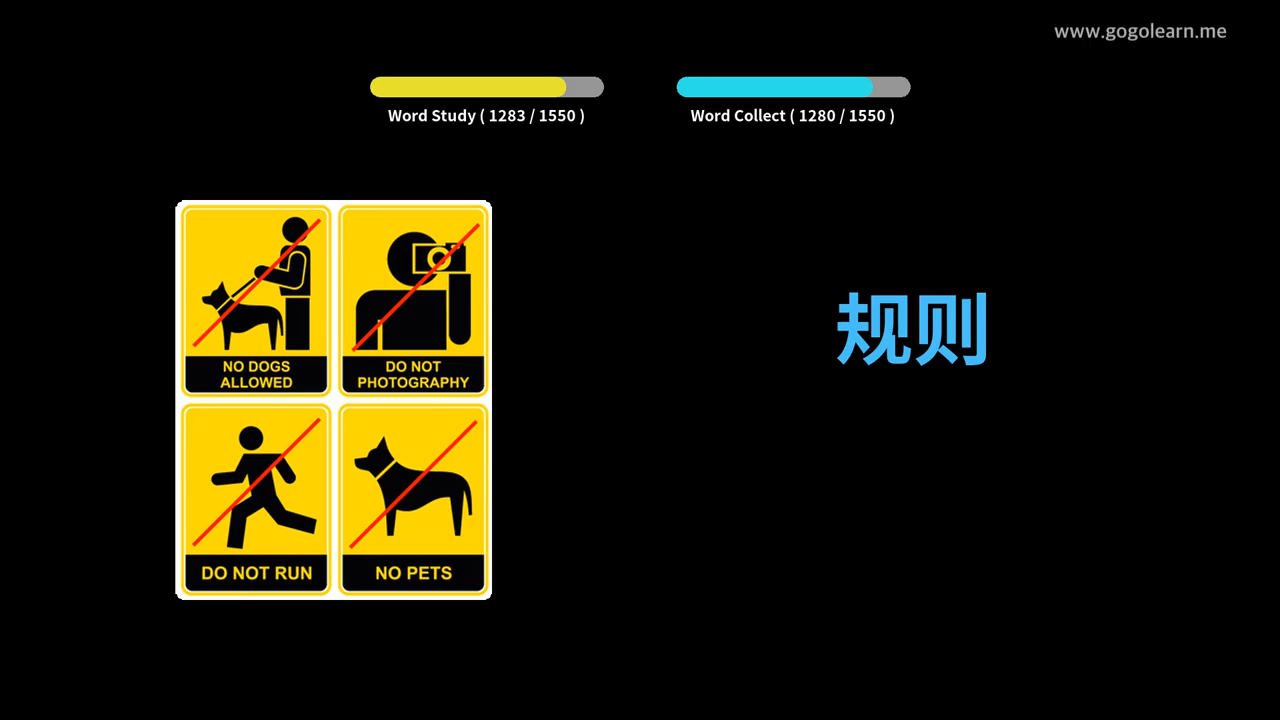 www.gogolearn.me
Word Study ( 1283 / 1550 )
Word Collect ( 1280 / 1550 )
NO DOGS
ALLOWED
DO NOT
PHOTOGRAPHY
规则
DO NOT RUN
NO PETS